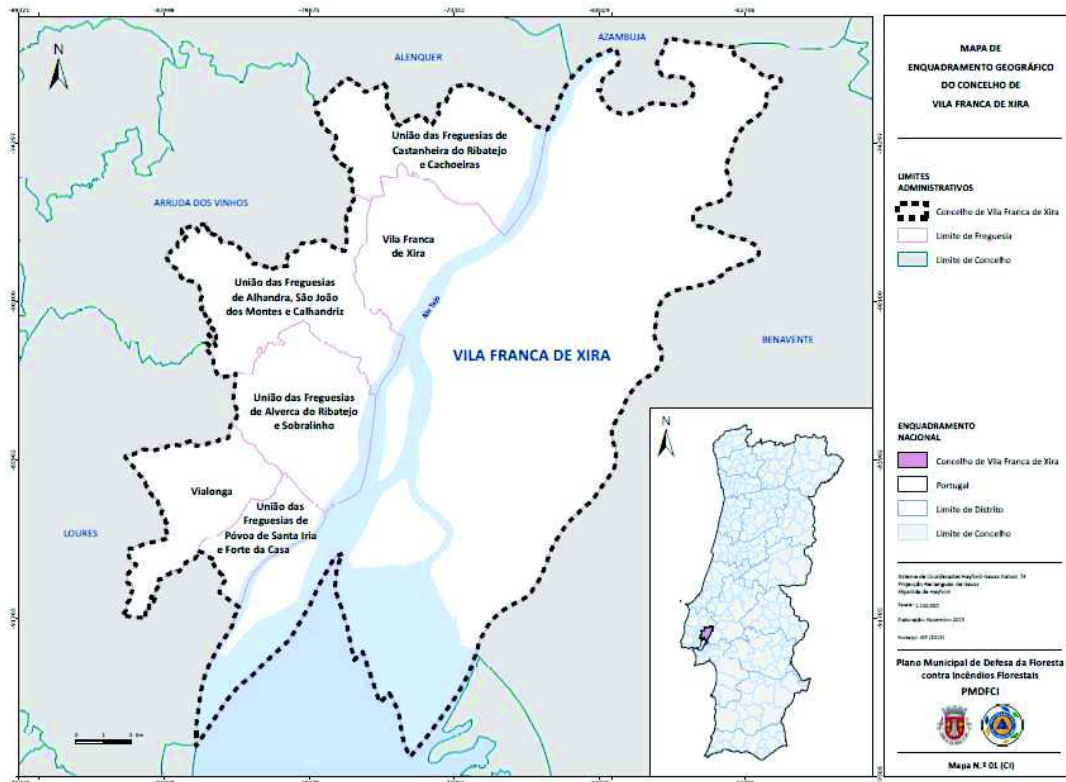 MAPA DE
ENQUADRAMENTO GEOGRÁFICO
DO CONCELHO DE
VILA FRANCA DE XIRA
LIMITES
ADMINISTRATIVOS
Concelho de Vila Franca de Xira
Limite de Freguesia
Limite de Concelho
ENQUADRAMENTO
NACIONAL
Concelho de Vila Franca de Xira
Portugal
Limite de Distrito
Limite de Concelho
Plano Municipal de Defesa da Floresta
contra Incêndios Florestais
PMDFCI
Mapa N.º 01 (CI)
N
AZAMBUJA
ALENQUER
União das Freguesias de
Castanheira do Ribatejo
e Cachoeiras
ARRUDA DOS VINHOS
Vila Franca
de Xira
União das Freguesias
de Alhandra, São João
dos Montes e Calhandriz
Rio Tejo
VILA FRANCA DE XIRA
BENAVENTE
União das Freguesias
de Alverca do Ribatejo
e Sobralinho
Vialonga
União das
Freguesias de
Póvoa de Santa Iria
e Forte da Casa
LOURES
N